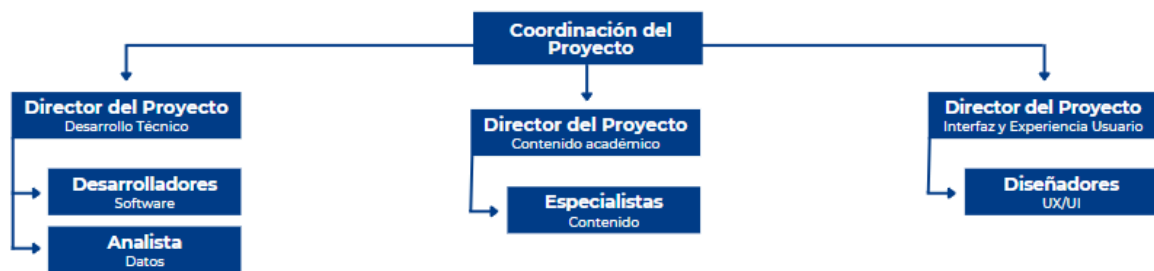 Coordinación del
Proyecto
Director del Proyecto
Desarrollo Técnico
Desarrolladores
Software
Analista
Datos
Director del Proyecto
Contenido académico
Especialistas
Contenido
Director del Proyecto
Interfaz y Experiencia Usuario
Diseñadores
UX/UI